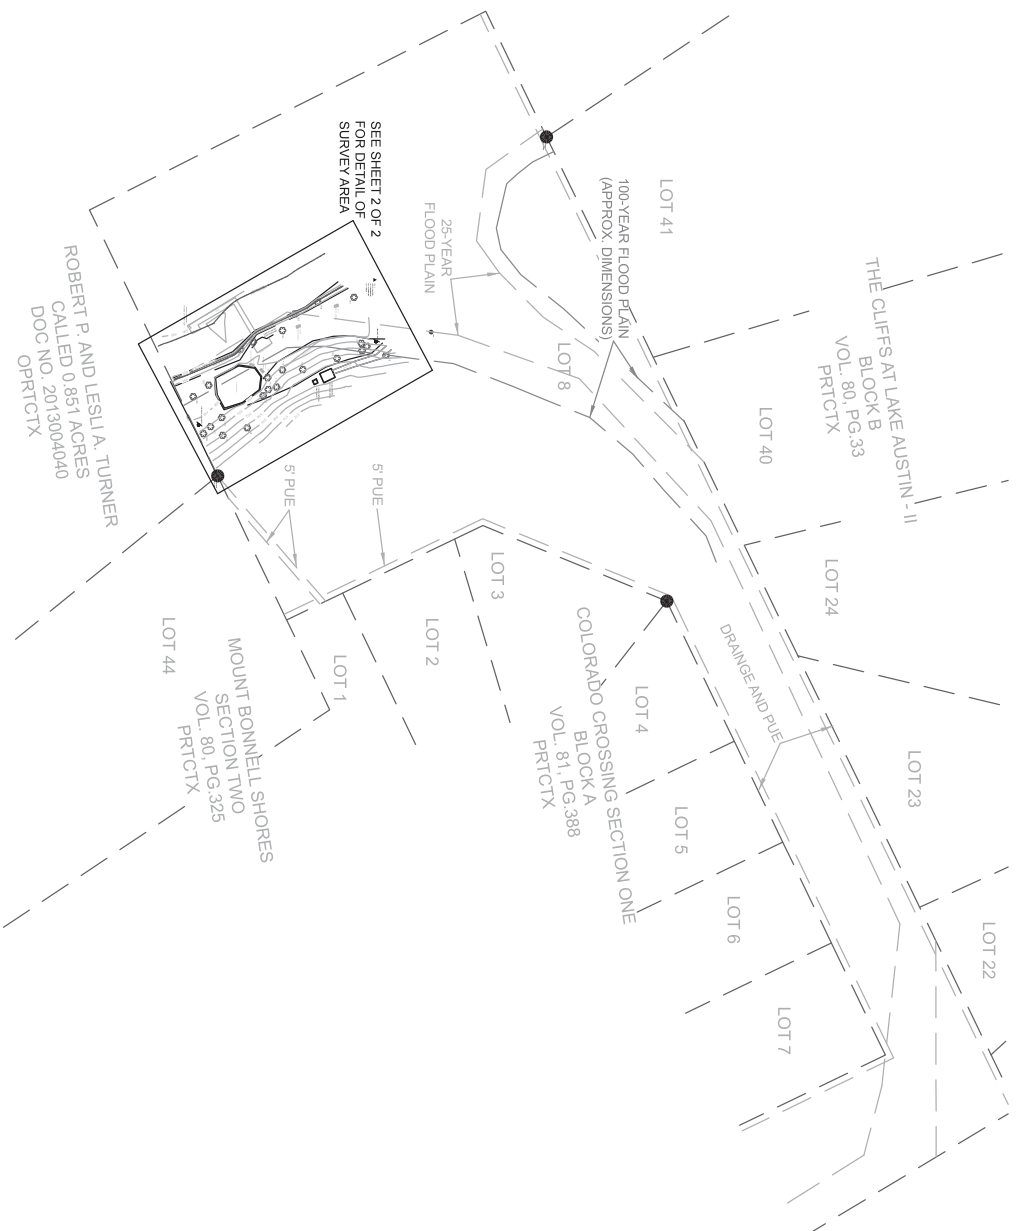 SEE SHEET 2 OF 2
FOR DETAIL OF
SURVEY AREA
25-YEAR
FLOOD PLAIN
100-YEAR FLOOD PLAIN
(APPROX. DIMENSIONS)
LOT 41
THE CLIFFS AT LAKE AUSTIN - II
BLOCK B
VOL. 80, PG.33
PRTCTX
LOT 8
LOT 40
ROBERT P. AND LESLI A. TURNER
CALLED 0.851 ACRES
DOC NO. 2013004040
OPRTCTX
5' PUE
5' PUE
LOT 3
LOT 24
LOT 2
LOT 1
LOT 44
MOUNT BONNELL SHORES
SECTION TWO
VOL. 80, PG.325
PRTCTX
COLORADO CROSSING SECTION ONE
BLOCK A
VOL. 81, PG.388
PRTCTX
DRAINGE AND PUE
LOT 4
LOT 23
LOT 5
LOT 6
LOT 22
LOT 7